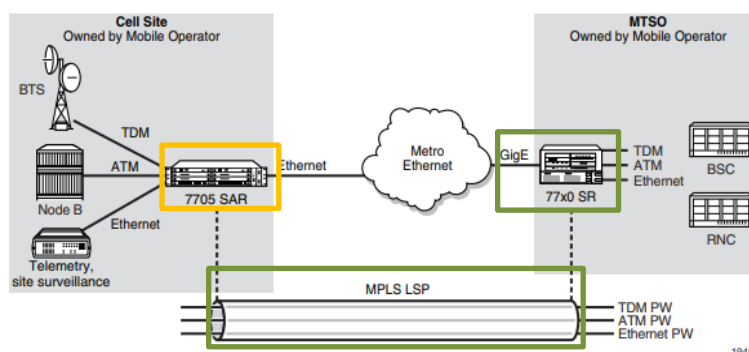 Cell Site
Owned by Mobile Operator
MTSO
Owned by Mobile Operator
BTS
TDM
ATM
Ethernet
Node B
Telemetry,
site surveillance
7705 SAR
Ethernet
Metro
Ethernet
GigE
77x0 SR
TDM
ATM
Ethernet
BSC
RNC
MPLS LSP
TDM PW
ATM PW
Ethernet PW